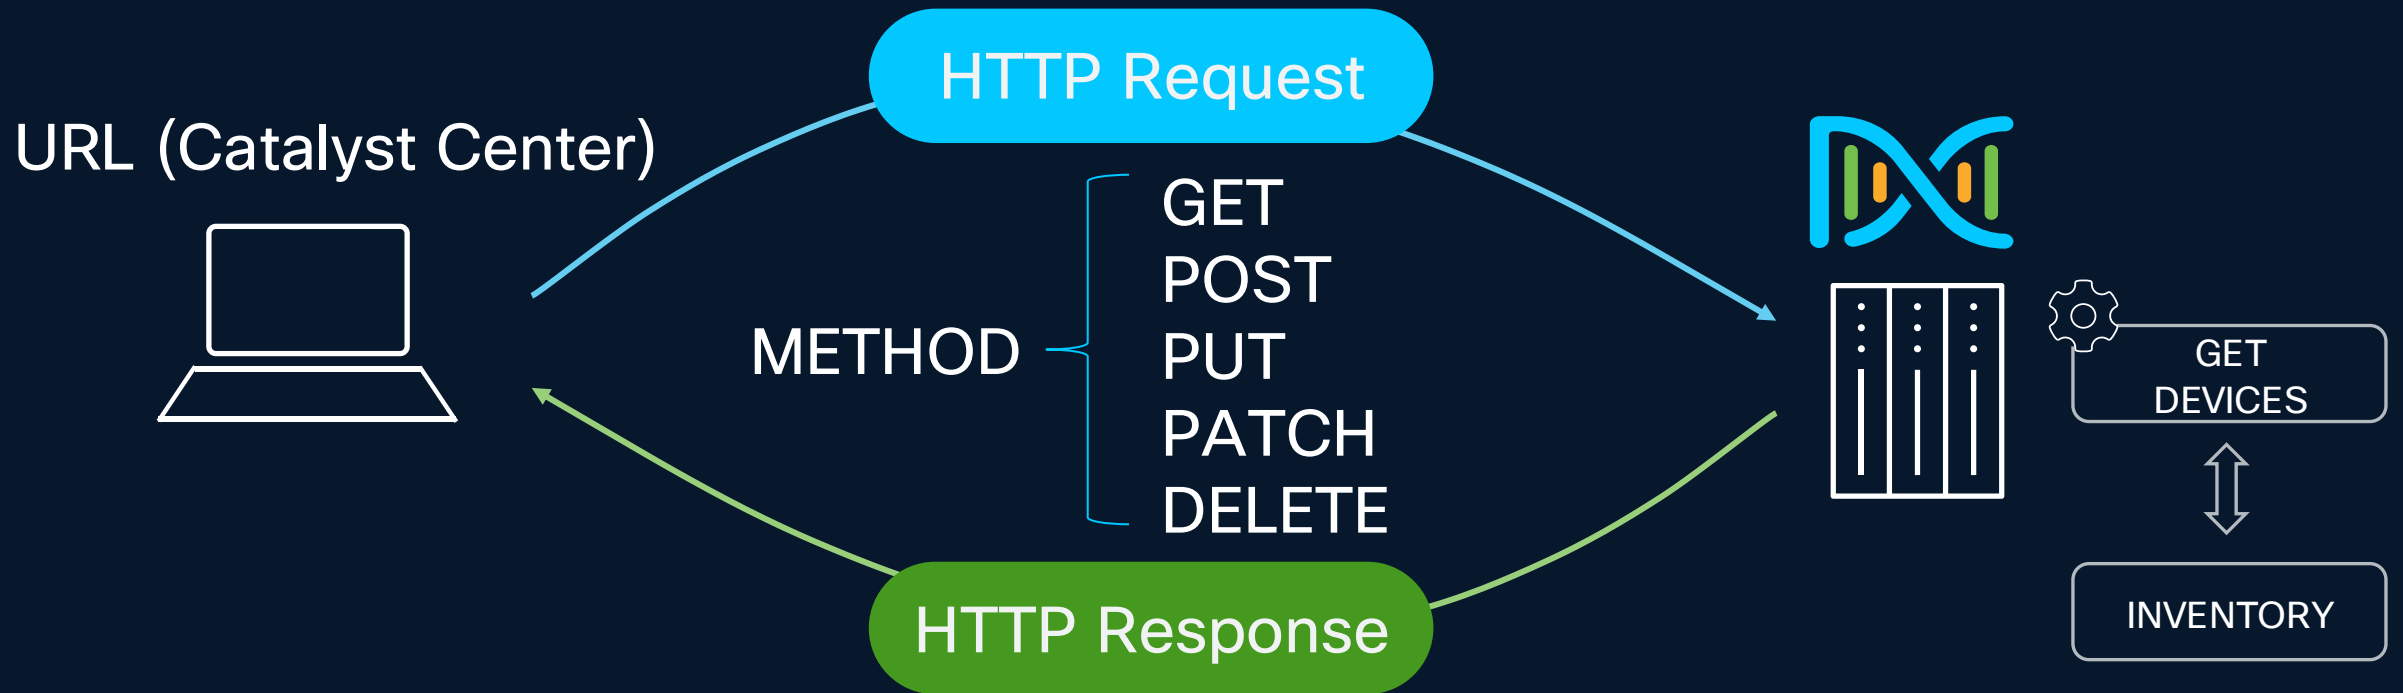 HTTP Request
URL (Catalyst Center)
METHOD
GET
POST
PUT
PATCH
DELETE
HTTP Response
GET
DEVICES
INVENTORY